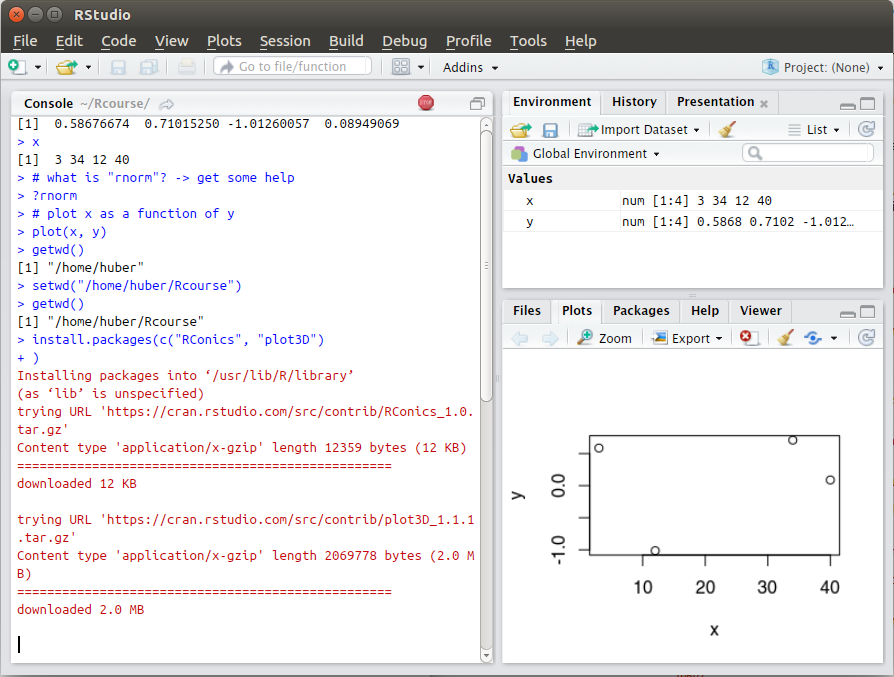 RStudio
File Edit Code View Plots Session Build Debug Profile Tools Help
Go to file/function Addins Project: (None)
Console ~/Rcourse/
STOP
[1]  0.58676674  0.71015250 -1.01260057  0.08949069
> x
[1]  3 34 12 40
> # what is "rnorm"? -> get some help
> ?rnorm
> # plot x as a function of y
> plot(x, y)
> getwd()
[1] "/home/huber"
> setwd("/home/huber/Rcourse")
> getwd()
[1] "/home/huber/Rcourse"
> install.packages(c("RConics", "plot3D")
+ )
Installing packages into ‘/usr/lib/R/library’
(as ‘lib’ is unspecified)
trying URL 'https://cran.rstudio.com/src/contrib/RConics_1.0.
tar.gz'
Content type 'application/x-gzip' length 12359 bytes (12 KB)
==================================================
downloaded 12 KB
trying URL 'https://cran.rstudio.com/src/contrib/plot3D_1.1.1
.tar.gz'
Content type 'application/x-gzip' length 2069778 bytes (2.0 M
B)
==================================================
downloaded 2.0 MB
Environment History Presentation
Import Dataset List
Global Environment
Values
x num [1:4] 3 34 12 40
y num [1:4] 0.5868 0.7102 -1.012…
Files Plots Packages Help Viewer
Zoom Export
y
0.0
-1.0
10 20 30 40
x